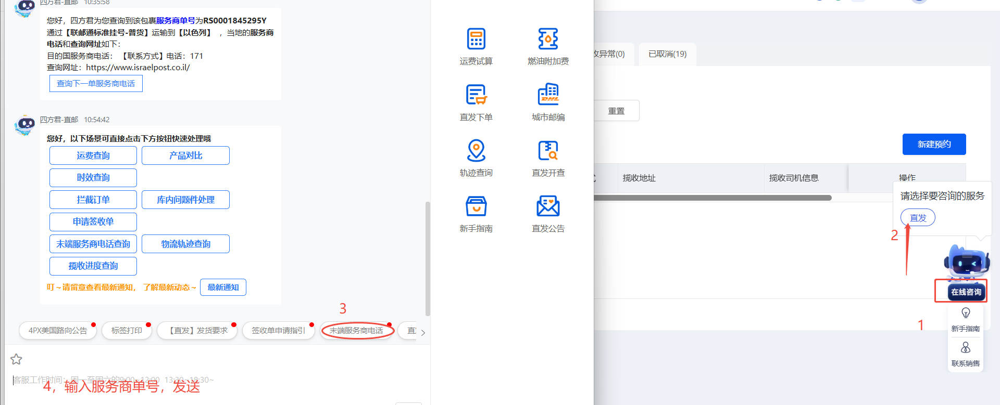 四方君-直邮 10:35:58
您好，四方君为您查询到该包裹服务商单号为RS0001845295Y
通过【联邮通标准挂号-普货】运输到【以色列】 ，当地的服务商
电话和查询网址如下：
目的国服务商电话： 【联系方式】电话：171
查询网址：https://www.israelpost.co.il/
查询下一单服务商电话
四方君-直邮 10:54:42
您好，以下场景可直接点击下方按钮快速处理哦
运费查询 产品对比
时效查询
拦截订单 库内问题件处理
申请签收单
末端服务商电话查询 物流轨迹查询
揽收进度查询
叮~请留意查看最新通知， 了解最新动态~ 最新通知
3
4PX美国路向公告 标签打印 【直发】发货要求 签收单申请指引 末端服务商电话 直
客服工作时间：周一至周六的9:00~12:00 13:30~18:30~
4，输入服务商单号，发送
运费试算 燃油附加费
直发下单 城市邮编
DHL
轨迹查询 直发开查
新手指南 直发公告
收异常(0) 已取消(19)
重置
新建预约
揽收地址 揽收司机信息 操作
请选择要咨询的服务
直发
2
在线咨询
1
新手指南
联系销售